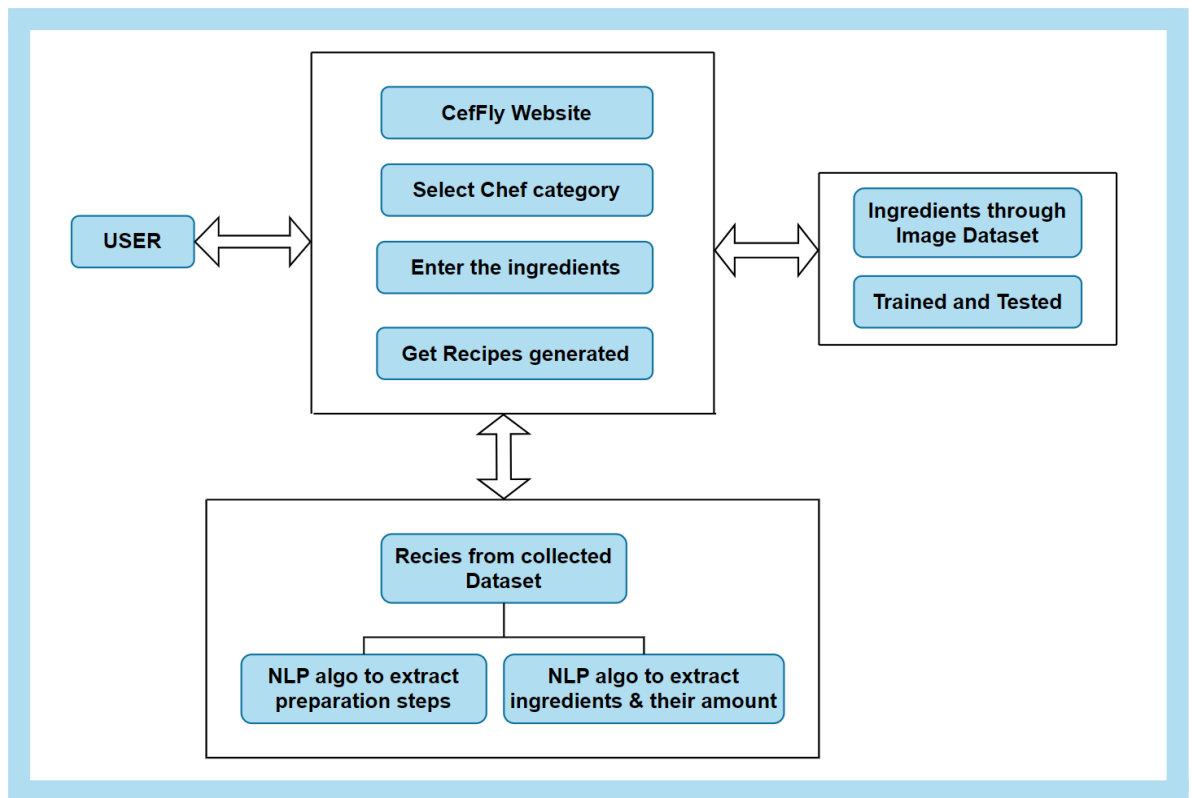 CefFly Website
Select Chef category
USER
Enter the ingredients
Get Recipes generated
Ingredients through
Image Dataset
Trained and Tested
Recies from collected
Dataset
NLP algo to extract
preparation steps
NLP algo to extract
ingredients & their amount